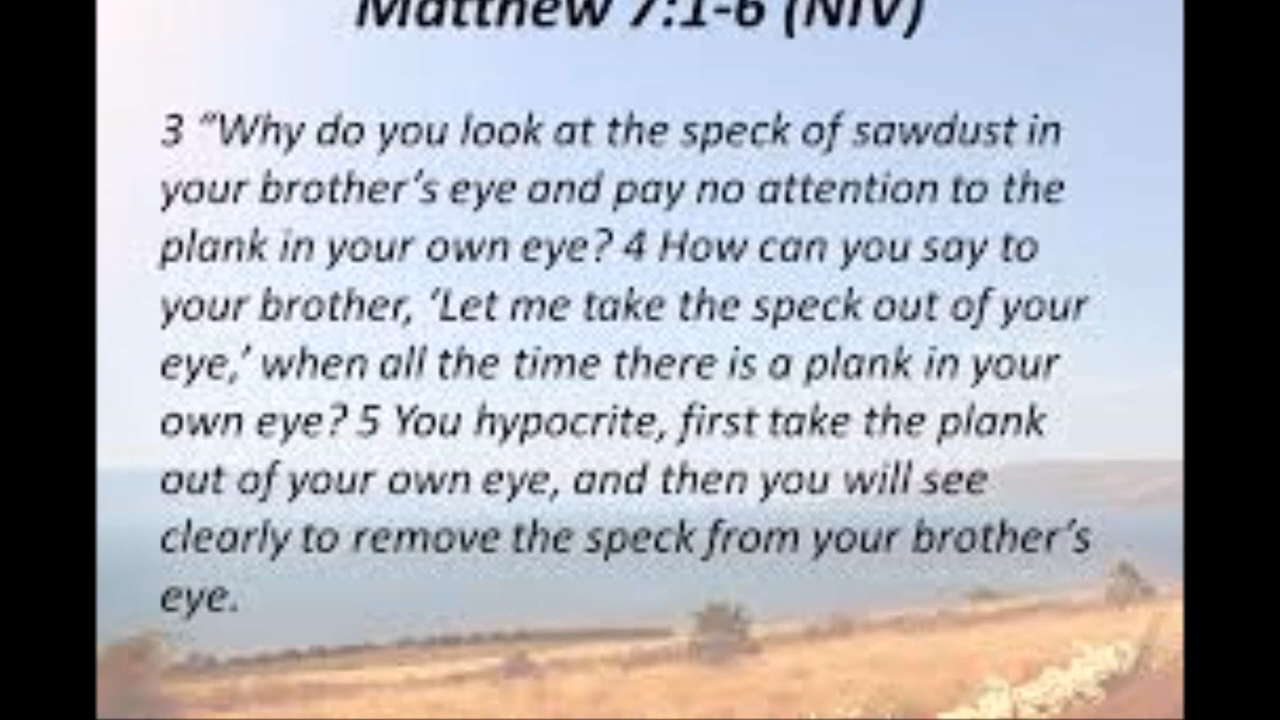 Matthew 7:1-6 (NIV)
3 “Why do you look at the speck of sawdust in
your brother’s eye and pay no attention to the
plank in your own eye? 4 How can you say to
your brother, ‘Let me take the speck out of your
eye,’ when all the time there is a plank in your
own eye? 5 You hypocrite, first take the plank
out of your own eye, and then you will see
clearly to remove the speck from your brother’s
eye.